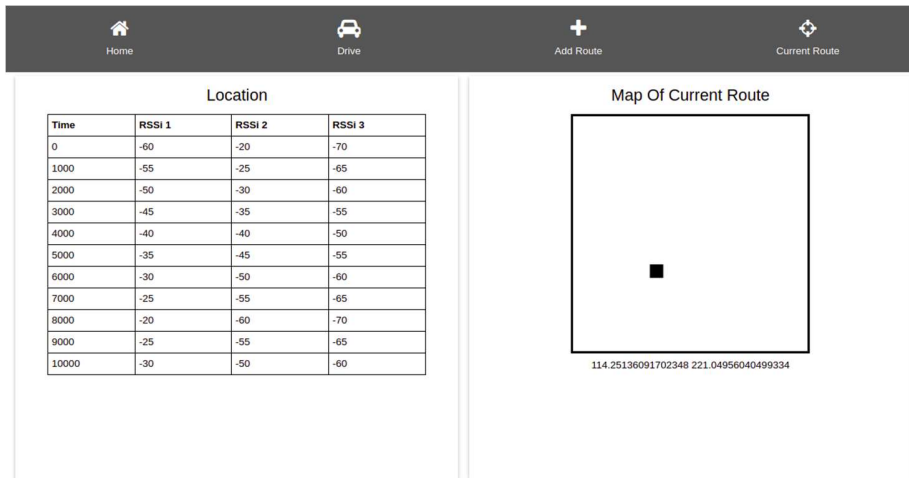 Home Drive Add Route Current Route
Location
Time RSSi 1 RSSi 2 RSSi 3
0 -60 -20 -70
1000 -55 -25 -65
2000 -50 -30 -60
3000 -45 -35 -55
4000 -40 -40 -50
5000 -35 -45 -55
6000 -30 -50 -60
7000 -25 -55 -65
8000 -20 -60 -70
9000 -25 -55 -65
10000 -30 -50 -60
Map Of Current Route
114.25136091702348 221.04956040499334